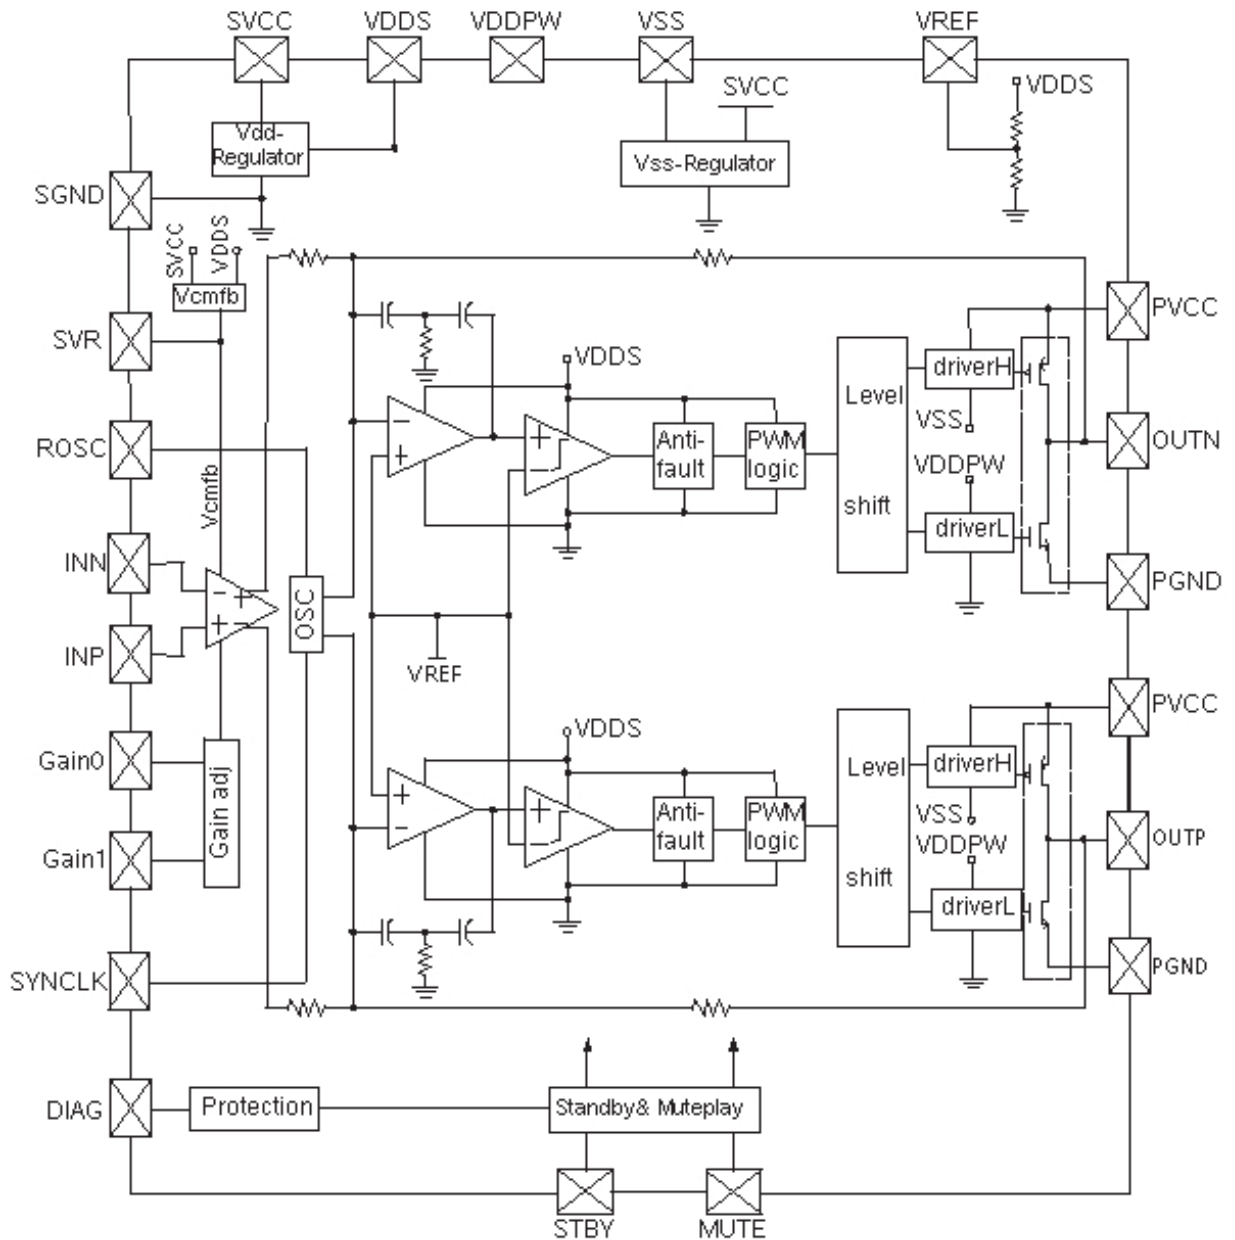 SVCC
VDDS
VDDPW
VSS
VREF
SVCC
VDDS
Vdd-
Regulator
Vss-Regulator
SGND
SVCC
VDDS
Vcmfb
PVCC
SVR
VDDS
driverH
Level
VSS
OUTN
ROSC
Anti-
fault
PWM
logic
VDDPW
Vcmfb
shift
driverL
INN
PGND
OSC
INP
VREF
PVCC
VDDS
Gain0
Level
driverH
Gain adj
Anti-
fault
PWM
logic
VSS
VDDPW
OUTP
Gain1
shift
driverL
SYNCLK
PGND
DIAG
Protection
Standby& Muteplay
STBY
MUTE